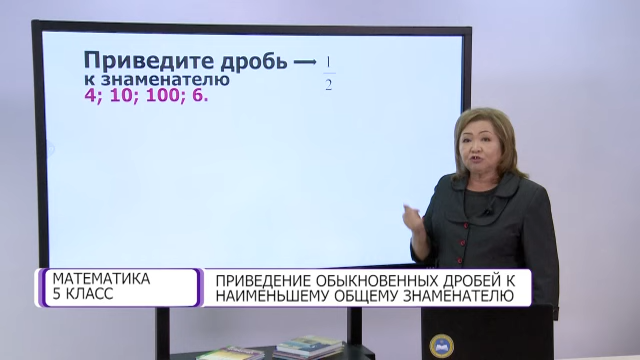 Приведите дробь — 1/2
к знаменателю
4; 10; 100; 6.
МАТЕМАТИКА
5 КЛАСС
ПРИВЕДЕНИЕ ОБЫКНОВЕННЫХ ДРОБЕЙ К
НАИМЕНЬШЕМУ ОБЩЕМУ ЗНАМЕНАТЕЛЮ